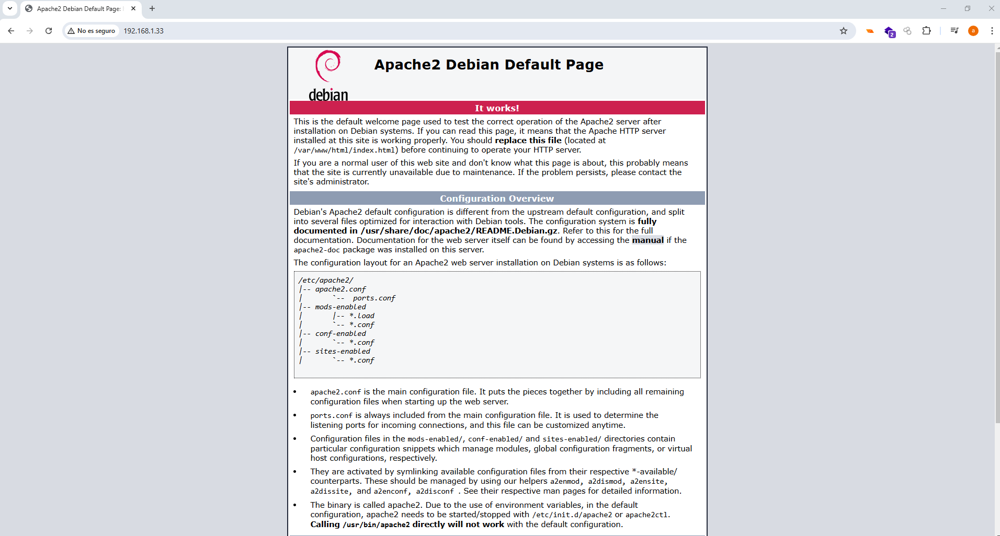 Apache2 Debian Default Page:
No es seguro
192.168.1.33
2
a
debian
Apache2 Debian Default Page
It works!
This is the default welcome page used to test the correct operation of the Apache2 server after
installation on Debian systems. If you can read this page, it means that the Apache HTTP server
installed at this site is working properly. You should replace this file (located at
/var/www/html/index.html) before continuing to operate your HTTP server.
If you are a normal user of this web site and don't know what this page is about, this probably means
that the site is currently unavailable due to maintenance. If the problem persists, please contact the
site's administrator.
Configuration Overview
Debian's Apache2 default configuration is different from the upstream default configuration, and split
into several files optimized for interaction with Debian tools. The configuration system is fully
documented in /usr/share/doc/apache2/README.Debian.gz. Refer to this for the full
documentation. Documentation for the web server itself can be found by accessing the manual if the
apache2-doc package was installed on this server.
The configuration layout for an Apache2 web server installation on Debian systems is as follows:
/etc/apache2/
|-- apache2.conf
|       `--  ports.conf
|-- mods-enabled
|       |-- *.load
|       `-- *.conf
|-- conf-enabled
|       `-- *.conf
|-- sites-enabled
|       `-- *.conf
• apache2.conf is the main configuration file. It puts the pieces together by including all remaining
configuration files when starting up the web server.
• ports.conf is always included from the main configuration file. It is used to determine the
listening ports for incoming connections, and this file can be customized anytime.
• Configuration files in the mods-enabled/, conf-enabled/ and sites-enabled/ directories contain
particular configuration snippets which manage modules, global configuration fragments, or virtual
host configurations, respectively.
• They are activated by symlinking available configuration files from their respective *-available/
counterparts. These should be managed by using our helpers a2enmod, a2dismod, a2ensite,
a2dissite, and a2enconf, a2disconf . See their respective man pages for detailed information.
• The binary is called apache2. Due to the use of environment variables, in the default
configuration, apache2 needs to be started/stopped with /etc/init.d/apache2 or apache2ctl.
Calling /usr/bin/apache2 directly will not work with the default configuration.